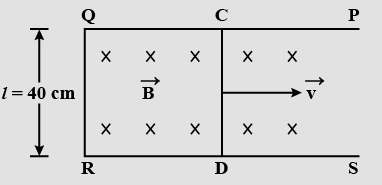 Q C P
× × × × ×
l = 40 cm B v
× × × × ×
R D S